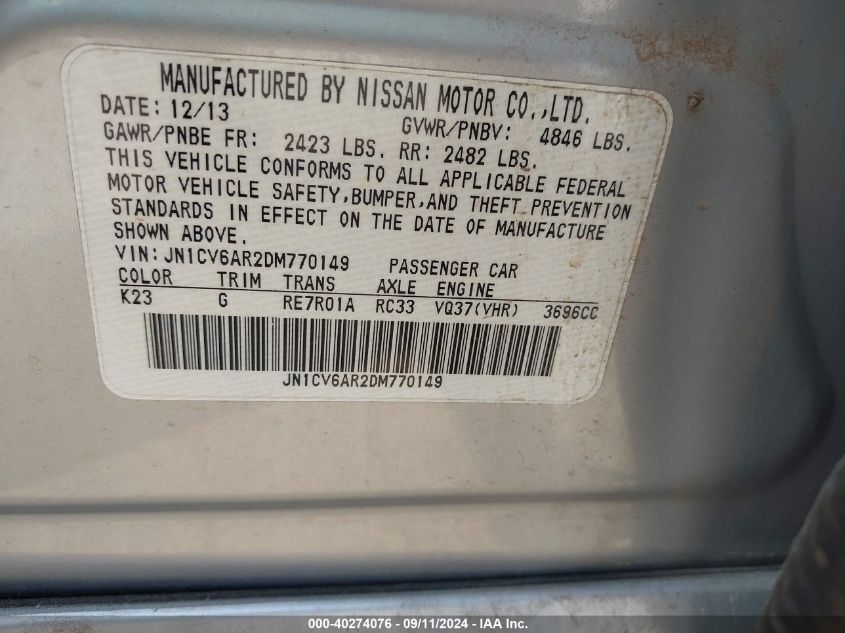 MANUFACTURED BY NISSAN MOTOR CO.,LTD.
DATE: 12/13 GVWR/PNBV: 4846 LBS.
GAWR/PNBE FR: 2423 LBS. RR: 2482 LBS.
THIS VEHICLE CONFORMS TO ALL APPLICABLE FEDERAL
MOTOR VEHICLE SAFETY,BUMPER,AND THEFT PREVENTION
STANDARDS IN EFFECT ON THE DATE OF MANUFACTURE
SHOWN ABOVE.
VIN: JN1CV6AR2DM770149 PASSENGER CAR
COLOR TRIM TRANS AXLE ENGINE
K23 G RE7R01A RC33 VQ37(VHR) 3696CC
JN1CV6AR2DM770149
000-40274076 - 09/11/2024 - IAA Inc.